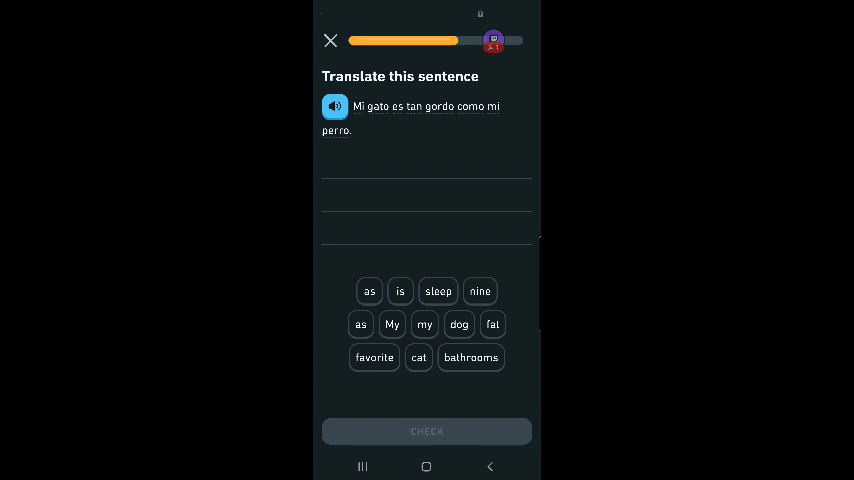 Translate this sentence
Mi gato es tan gordo como mi
perro.
as is sleep nine
as My my dog fat
favorite cat bathrooms
CHECK